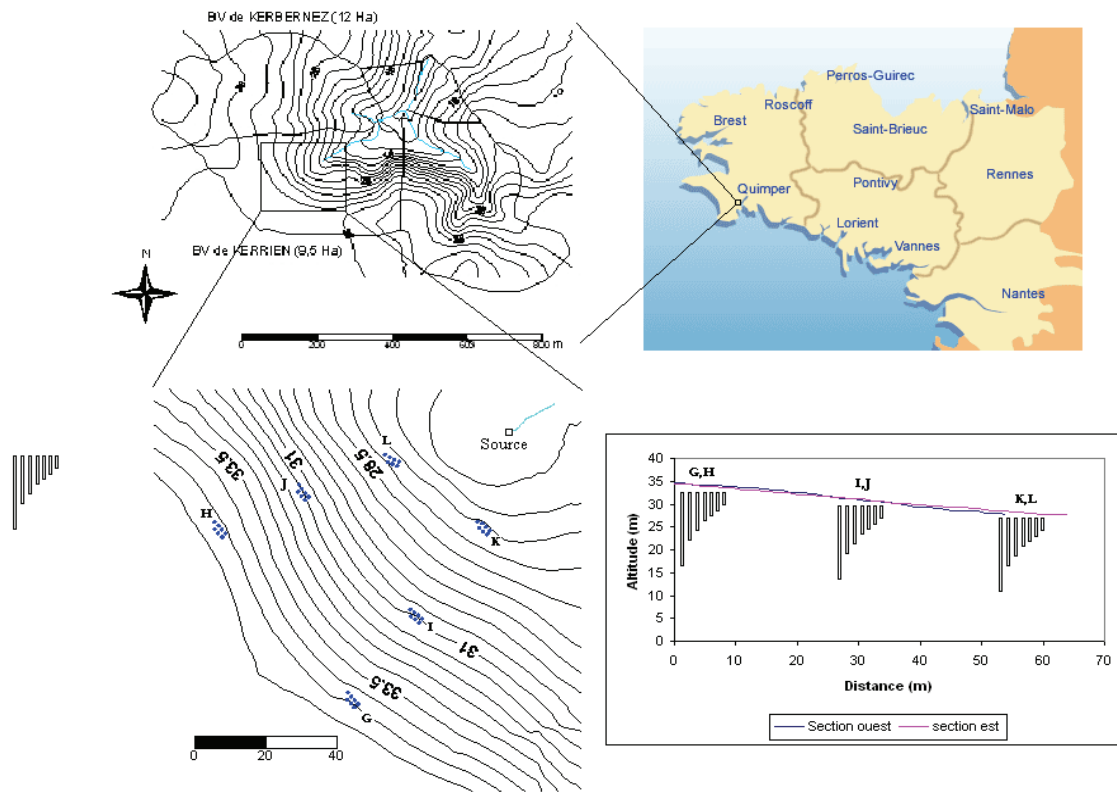 BV de KERBERNEZ (12 Ha)
BV de KERRIEN (9,5 Ha)
N
0 200 400 600 800 m
Perros-Guirec
Roscoff
Saint-Malo
Brest
Saint-Brieuc
Rennes
Quimper
Pontivy
Lorient
Vannes
Nantes
Source
L
28.5
31
33.5
J
H
K
I
31
33.5
G
0 20 40
40
35
30
25
20
15
10
5
0
Altitude (m)
G,H
I,J
K,L
0 10 20 30 40 50 60 70
Distance (m)
Section ouest
section est